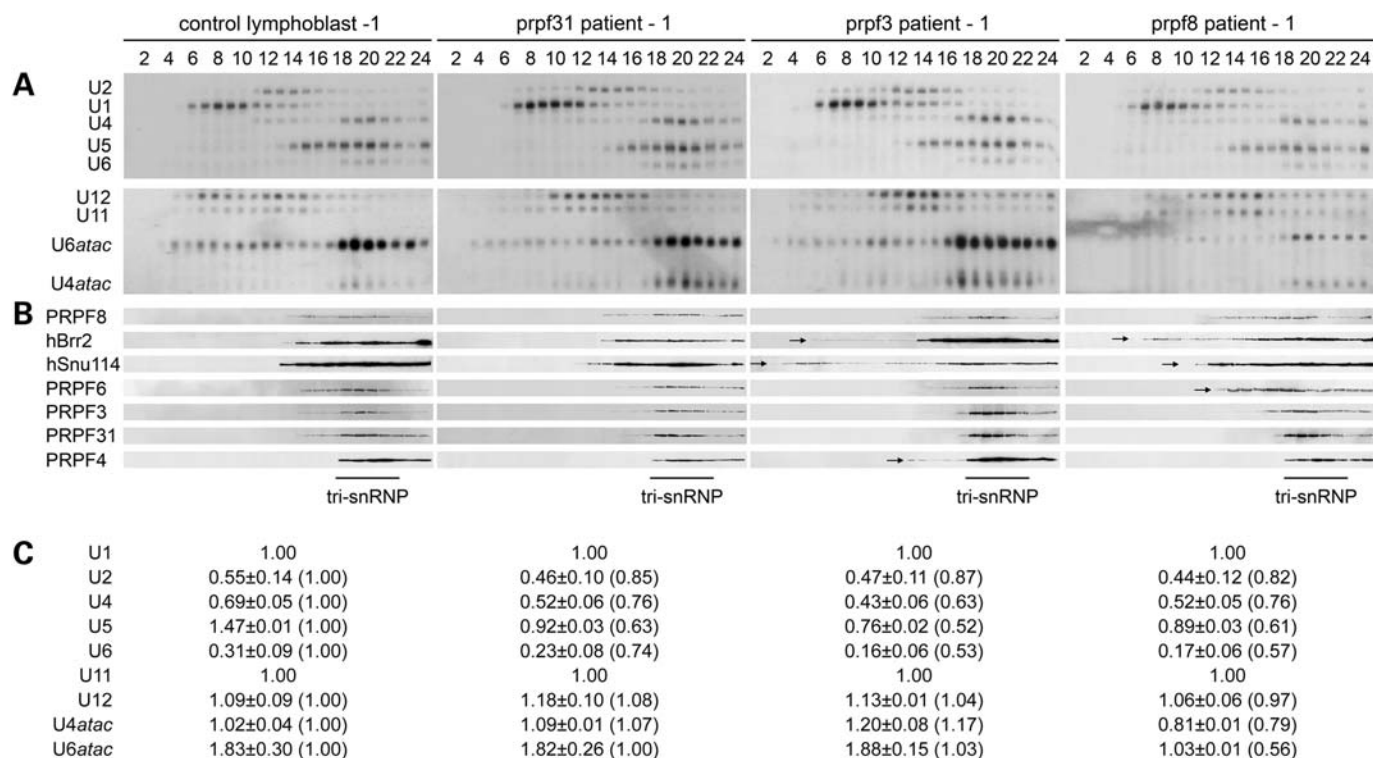 control lymphoblast -1 prpf31 patient - 1 prpf3 patient - 1 prpf8 patient - 1
2 4 6 8 10 12 14 16 18 20 22 24 2 4 6 8 10 12 14 16 18 20 22 24 2 4 6 8 10 12 14 16 18 20 22 24 2 4 6 8 10 12 14 16 18 20 22 24
A
U2
U1
U4
U5
U6
U12
U11
U6atac
U4atac
B
PRPF8
hBrr2
hSnu114
PRPF6
PRPF3
PRPF31
PRPF4
tri-snRNP tri-snRNP tri-snRNP tri-snRNP
C
U1 1.00 1.00 1.00 1.00
U2 0.55±0.14 (1.00) 0.46±0.10 (0.85) 0.47±0.11 (0.87) 0.44±0.12 (0.82)
U4 0.69±0.05 (1.00) 0.52±0.06 (0.76) 0.43±0.06 (0.63) 0.52±0.05 (0.76)
U5 1.47±0.01 (1.00) 0.92±0.03 (0.63) 0.76±0.02 (0.52) 0.89±0.03 (0.61)
U6 0.31±0.09 (1.00) 0.23±0.08 (0.74) 0.16±0.06 (0.53) 0.17±0.06 (0.57)
U11 1.00 1.00 1.00 1.00
U12 1.09±0.09 (1.00) 1.18±0.10 (1.08) 1.13±0.01 (1.04) 1.06±0.06 (0.97)
U4atac 1.02±0.04 (1.00) 1.09±0.01 (1.07) 1.20±0.08 (1.17) 0.81±0.01 (0.79)
U6atac 1.83±0.30 (1.00) 1.82±0.26 (1.00) 1.88±0.15 (1.03) 1.03±0.01 (0.56)